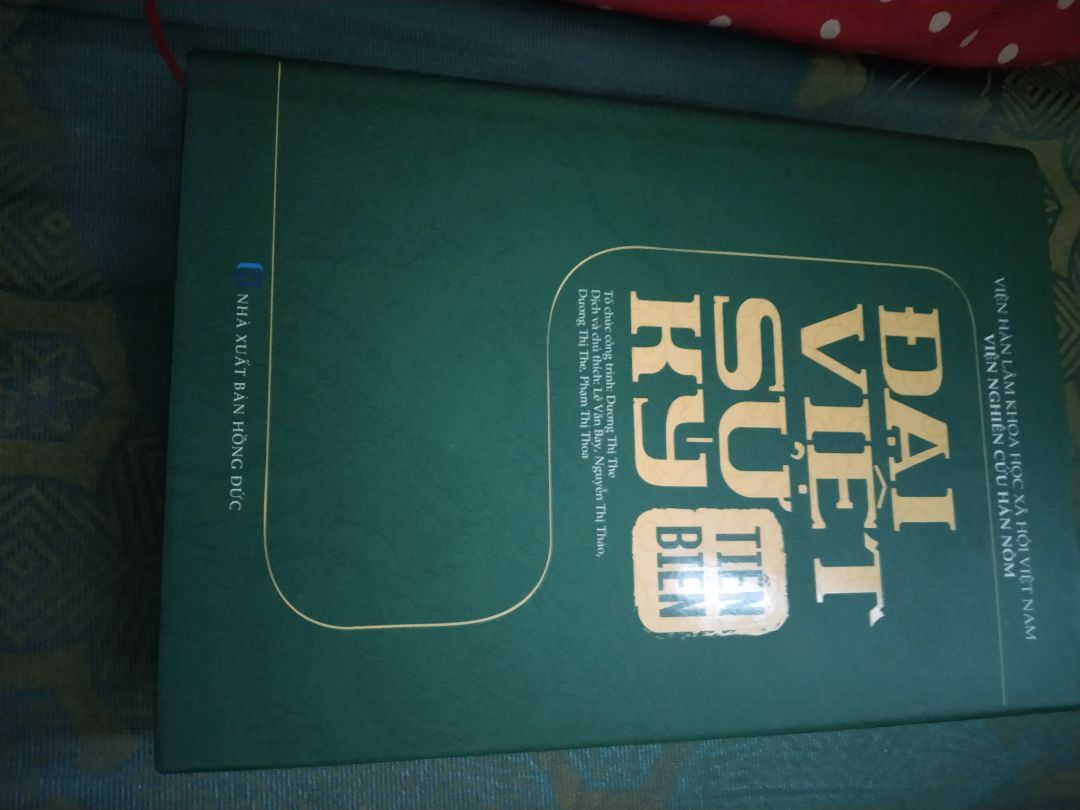 VIỆN HÀN LÂM KHOA HỌC XÃ HỘI VIỆT NAM
VIỆN NGHIÊN CỨU HÁN NÔM
ĐẠI
VIỆT
SỬ
KÝ
TIỀN
BIÊN
Tổ chức công trình: Dương Thị The
Dịch và chú thích: Lê Văn Bảy, Nguyễn Thị Thảo,
Dương Thị The, Phạm Thị Thoa
NHÀ XUẤT BẢN HỒNG ĐỨC